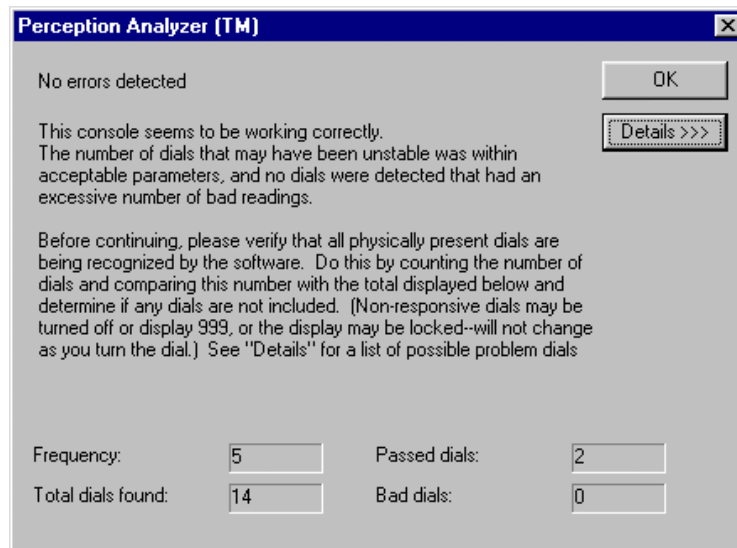 Perception Analyzer (TM)
No errors detected
OK
Details >>>
This console seems to be working correctly.
The number of dials that may have been unstable was within
acceptable parameters, and no dials were detected that had an
excessive number of bad readings.
Before continuing, please verify that all physically present dials are
being recognized by the software.  Do this by counting the number of
dials and comparing this number with the total displayed below and
determine if any dials are not included.  (Non-responsive dials may be
turned off or display 999, or the display may be locked--will not change
as you turn the dial.)  See "Details" for a list of possible problem dials
Frequency: 5 Passed dials: 2
Total dials found: 14 Bad dials: 0